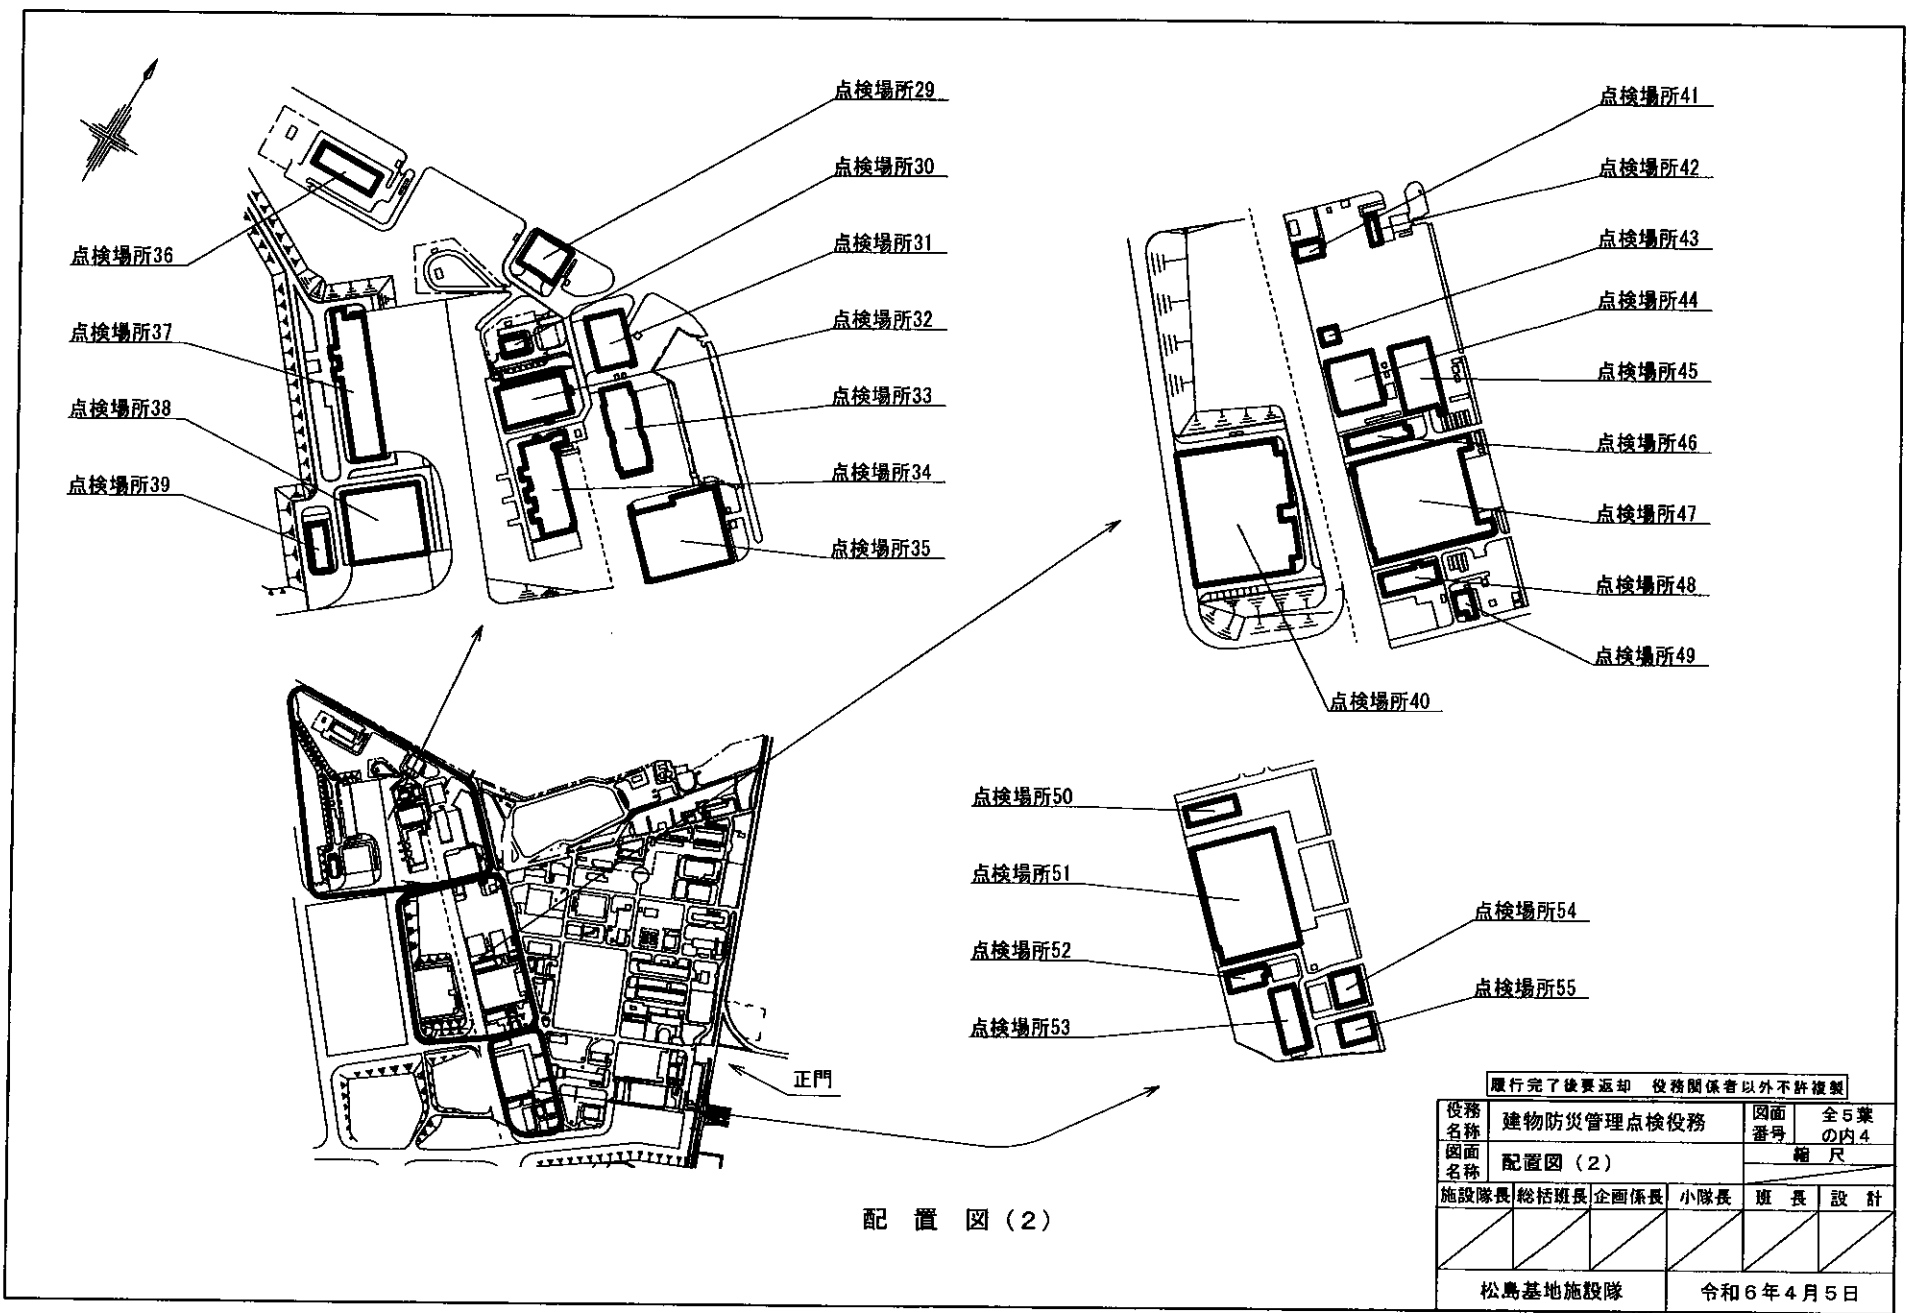 点検場所29
点検場所30
点検場所31
点検場所32
点検場所33
点検場所34
点検場所35
点検場所36
点検場所37
点検場所38
点検場所39
点検場所41
点検場所42
点検場所43
点検場所44
点検場所45
点検場所46
点検場所47
点検場所48
点検場所49
点検場所40
点検場所50
点検場所51
点検場所52
点検場所53
点検場所54
点検場所55
正門
配置図(2)
履行完了後要返却 役務関係者以外不許複製
役務名称 建物防災管理点検役務 図面番号 全5葉の内4
図面名称 配置図(2) 縮尺
施設隊長 総括班長 企画係長 小隊長 班長 設計
松島基地施設隊 令和6年4月5日